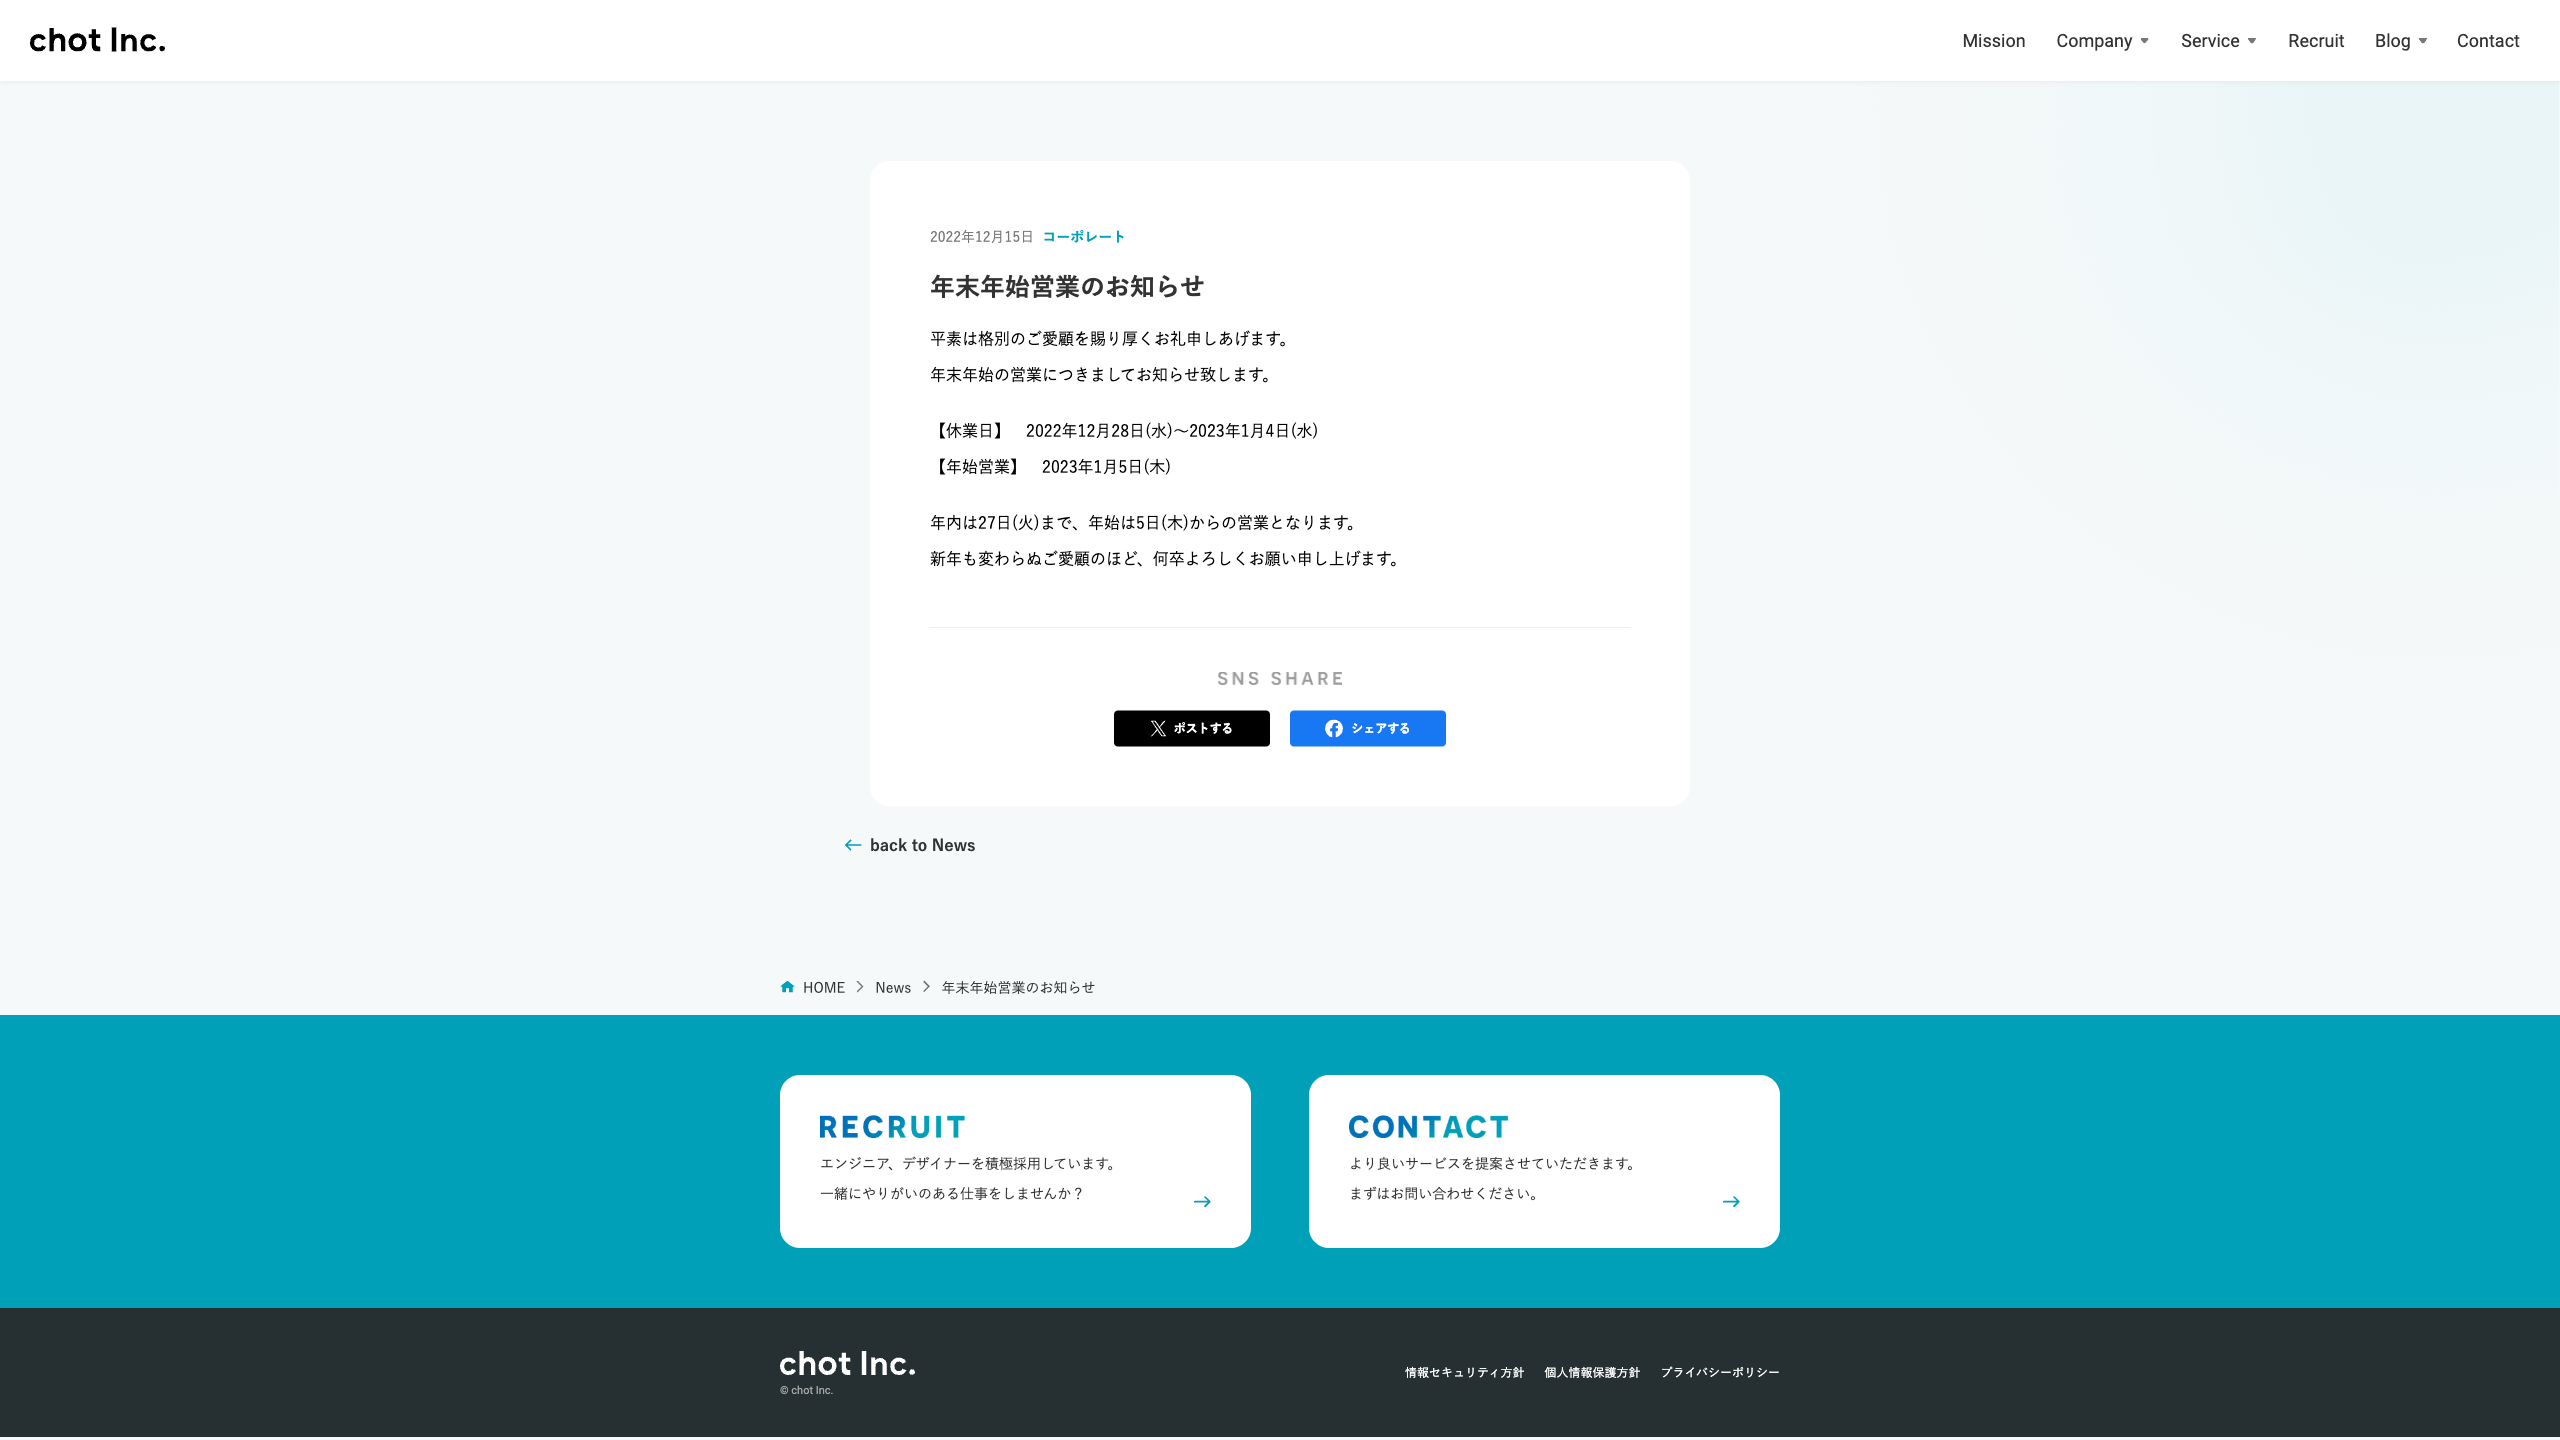 chot Inc.
Mission Company Service Recruit Blog Contact
2022年12月15日 コーポレート
年末年始営業のお知らせ
平素は格別のご愛顧を賜り厚くお礼申しあげます。
年末年始の営業につきましてお知らせ致します。
【休業日】　2022年12月28日(水)〜2023年1月4日(水)
【年始営業】　2023年1月5日(木)
年内は27日(火)まで、年始は5日(木)からの営業となります。
新年も変わらぬご愛顧のほど、何卒よろしくお願い申し上げます。
SNS SHARE
ポストする シェアする
back to News
HOME News 年末年始営業のお知らせ
RECRUIT
エンジニア、デザイナーを積極採用しています。
一緒にやりがいのある仕事をしませんか？
CONTACT
より良いサービスを提案させていただきます。
まずはお問い合わせください。
chot Inc.
© chot Inc.
情報セキュリティ方針 個人情報保護方針 プライバシーポリシー